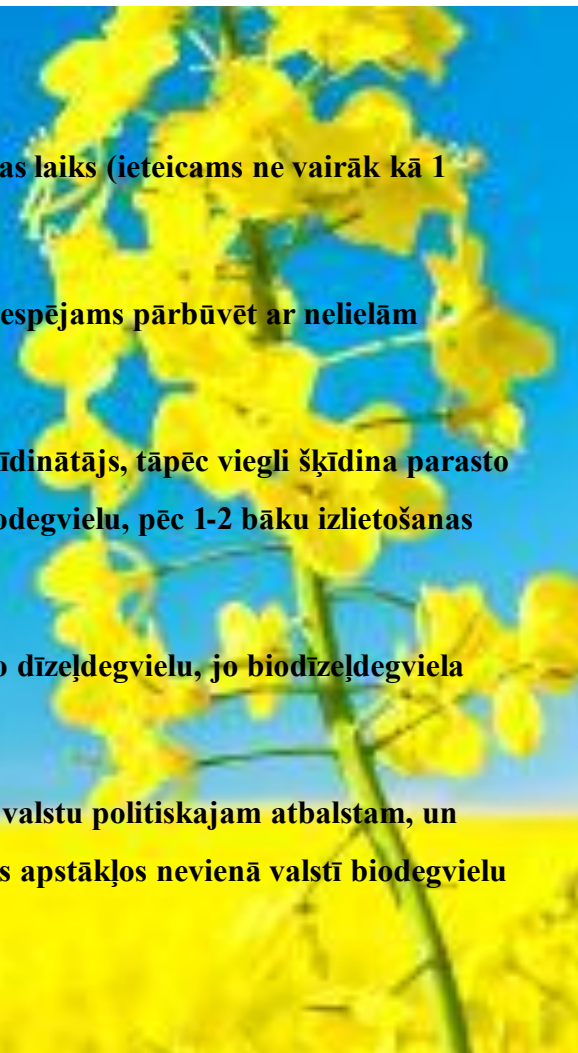 as laiks (ieteicams ne vairāk kā 1
espējams pārbūvēt ar nelielām
īdinātājs, tāpēc viegli šķīdina parasto
odegvielu, pēc 1-2 bāku izlietošanas
o dīzeļdegvielu, jo biodīzeļdegviela
valstu politiskajam atbalstam, un
s apstākļos nevienā valstī biodegvielu